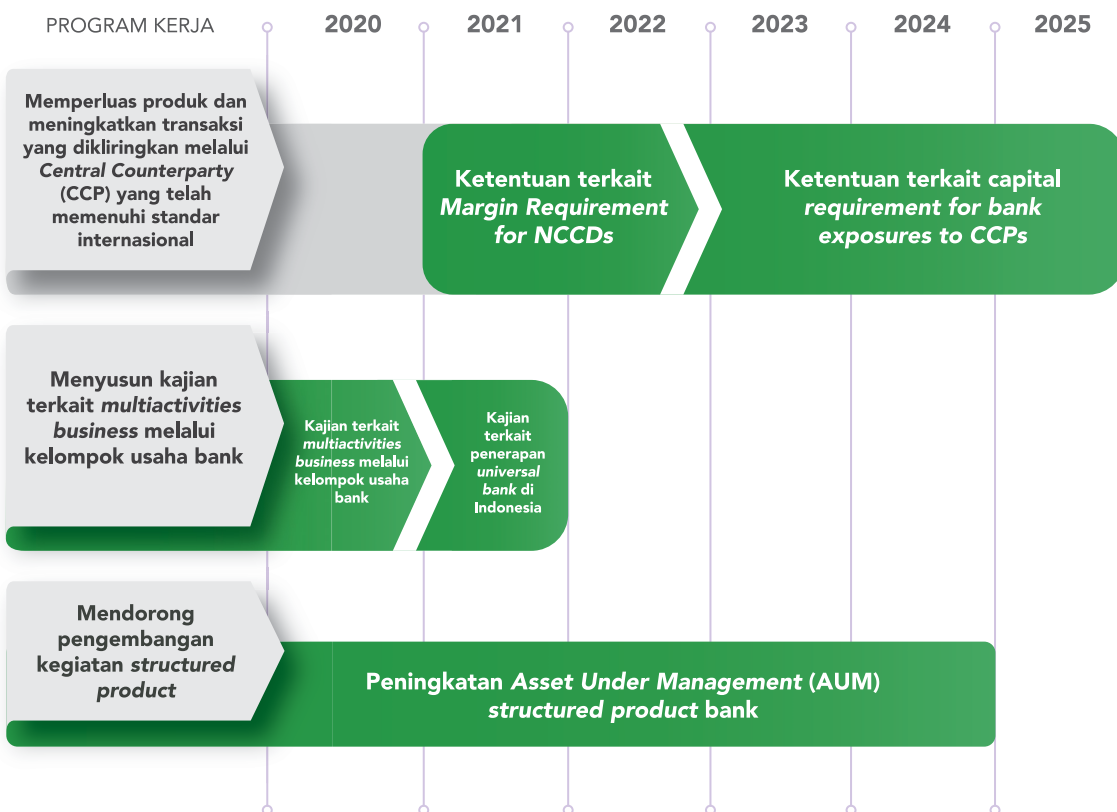 PROGRAM KERJA
2020
2021
2022
2023
2024
2025
Memperluas produk dan
meningkatkan transaksi
yang dikliringkan melalui
Central Counterparty
(CCP) yang telah
memenuhi standar
internasional
Ketentuan terkait
Margin Requirement
for NCCDs
Ketentuan terkait capital
requirement for bank
exposures to CCPs
Menyusun kajian
terkait multiactivities
business melalui
kelompok usaha bank
Kajian terkait
multiactivities
business melalui
kelompok usaha
bank
Kajian
terkait
penerapan
universal
bank di
Indonesia
Mendorong
pengembangan
kegiatan structured
product
Peningkatan Asset Under Management (AUM)
structured product bank